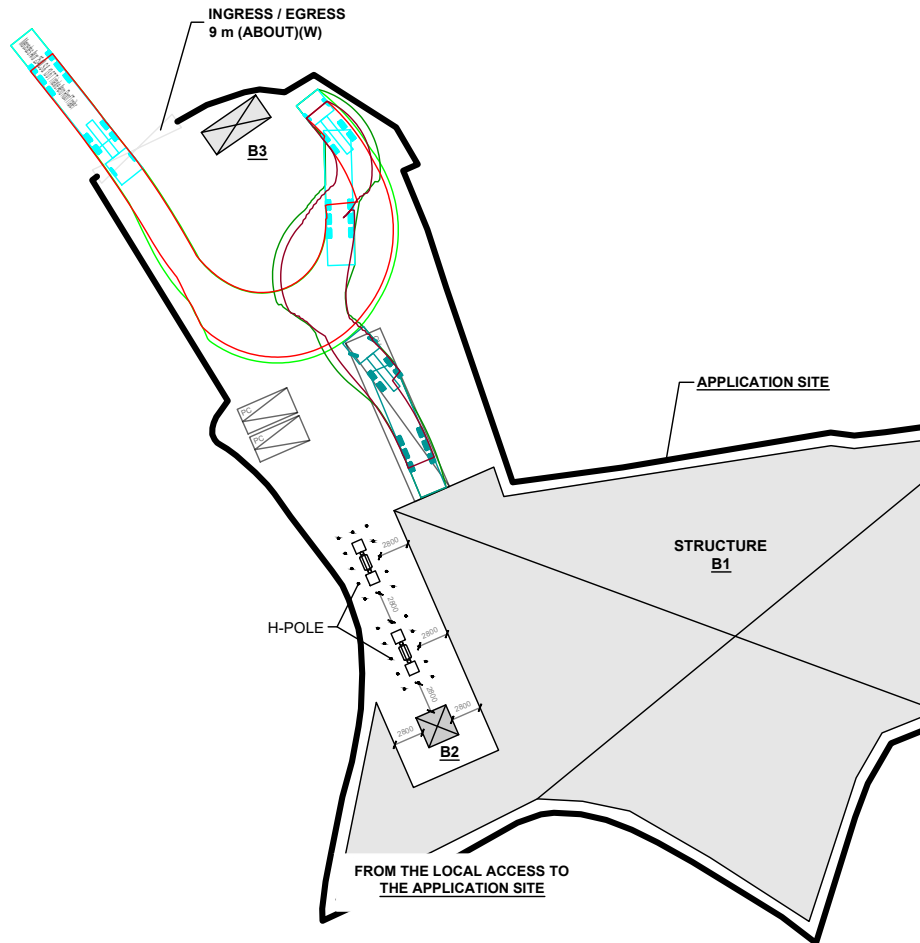 INGRESS / EGRESS
9 m (ABOUT)(W)
B3
APPLICATION SITE
PC
PC
STRUCTURE
B1
2800
H-POLE
2800
2800
2800
2800
2800
B2
FROM THE LOCAL ACCESS TO
THE APPLICATION SITE